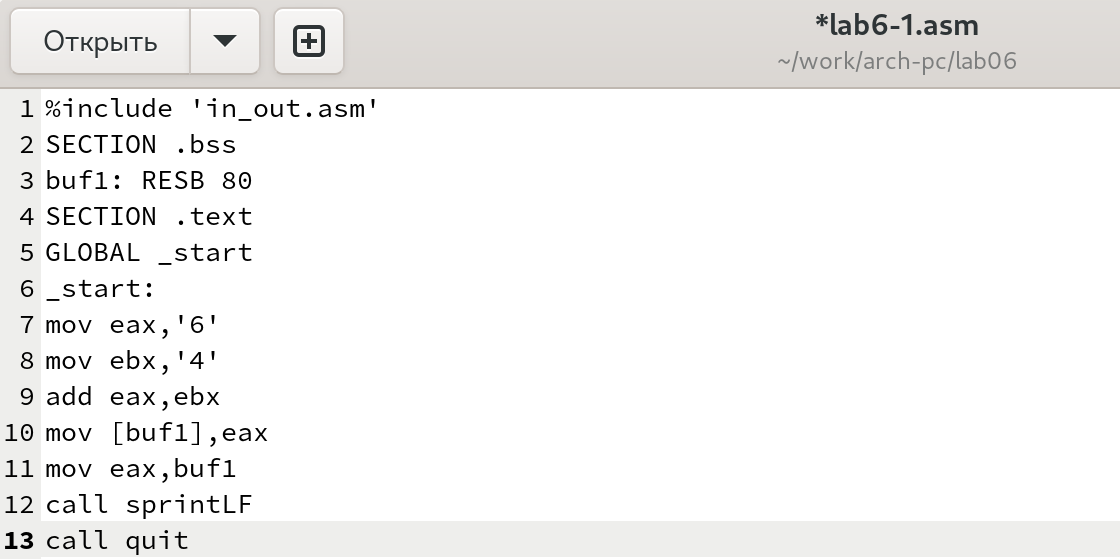 Открыть
*lab6-1.asm
~/work/arch-pc/lab06
1 %include 'in_out.asm'
2 SECTION .bss
3 buf1: RESB 80
4 SECTION .text
5 GLOBAL _start
6 _start:
7 mov eax,'6'
8 mov ebx,'4'
9 add eax,ebx
10 mov [buf1],eax
11 mov eax,buf1
12 call sprintLF
13 call quit